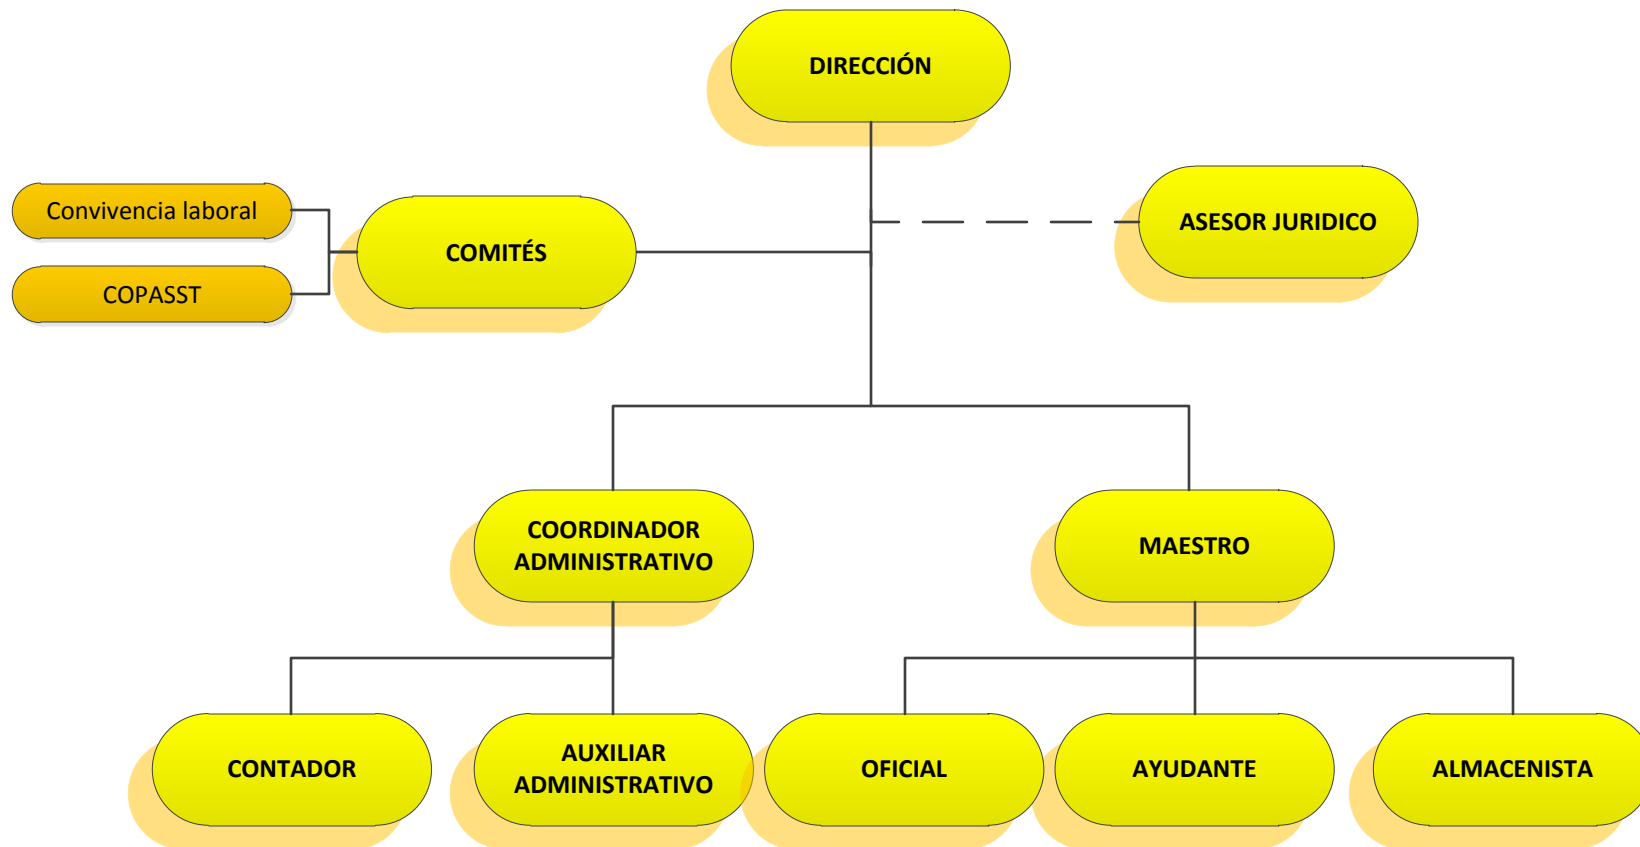 DIRECCIÓN
Convivencia laboral
COPASST
COMITÉS
ASESOR JURIDICO
COORDINADOR
ADMINISTRATIVO
MAESTRO
CONTADOR
AUXILIAR
ADMINISTRATIVO
OFICIAL
AYUDANTE
ALMACENISTA